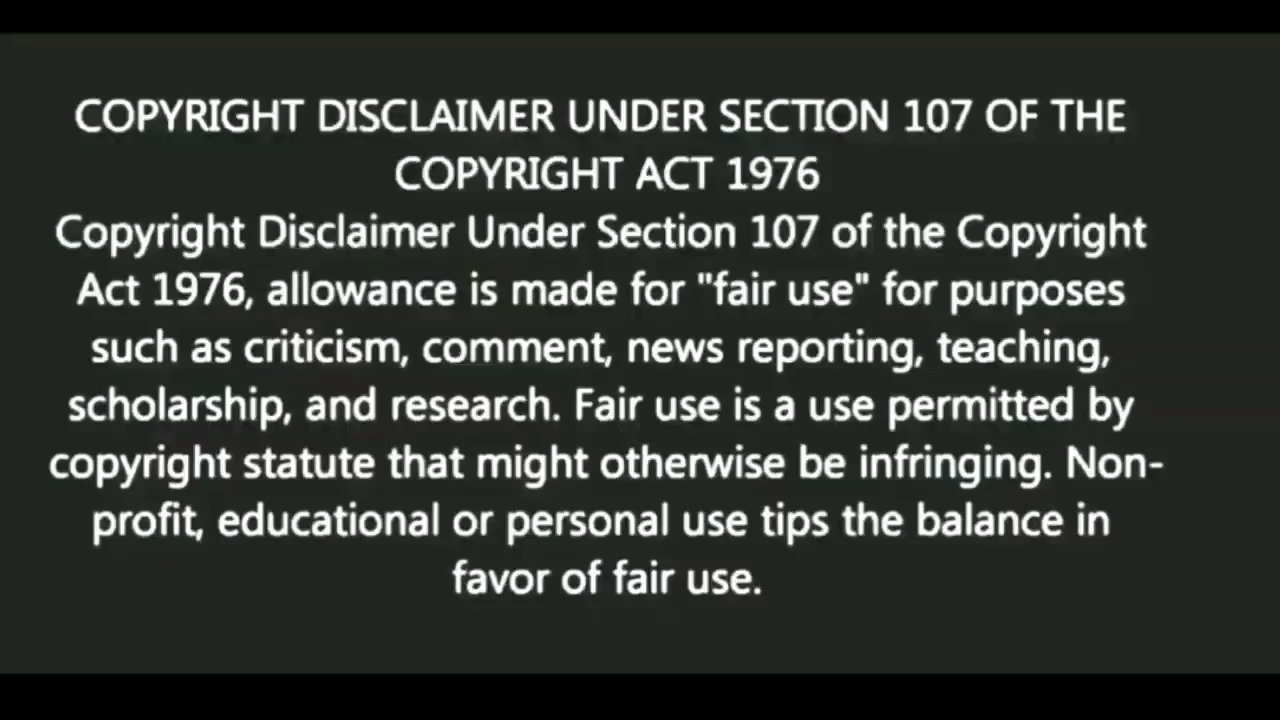 COPYRIGHT DISCLAIMER UNDER SECTION 107 OF THE
COPYRIGHT ACT 1976
Copyright Disclaimer Under Section 107 of the Copyright
Act 1976, allowance is made for "fair use" for purposes
such as criticism, comment, news reporting, teaching,
scholarship, and research. Fair use is a use permitted by
copyright statute that might otherwise be infringing. Non-
profit, educational or personal use tips the balance in
favor of fair use.